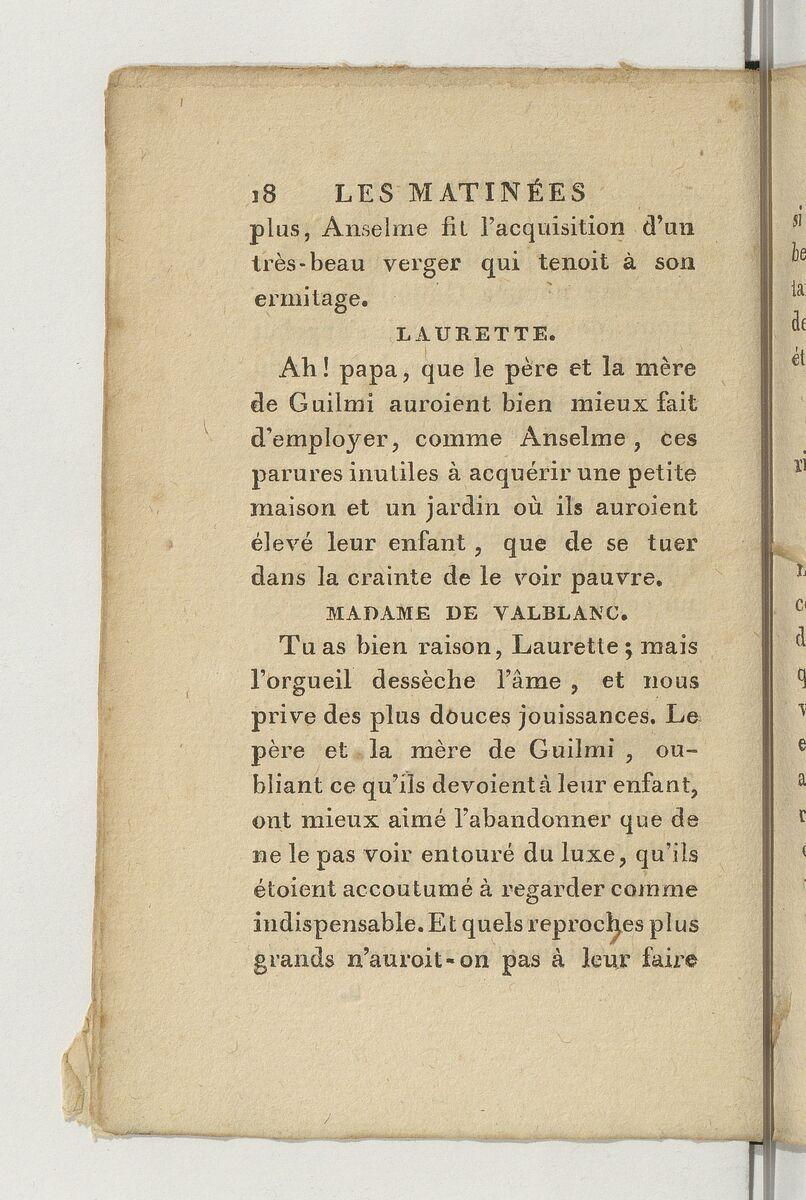 18 LES MATINÉES
plus, Anselme fit l'acquisition d'un
très-beau verger qui tenoit à son
ermitage.
LAURETTE.
Ah! papa, que le père et la mère
de Guilmi auroient bien mieux fait
d'employer, comme Anselme, ces
parures inutiles à acquérir une petite
maison et un jardin où ils auroient
élevé leur enfant, que de se tuer
dans la crainte de le voir pauvre.
MADAME DE VALBLANC.
Tu as bien raison, Laurette; mais
l'orgueil dessèche l'âme, et nous
prive des plus douces jouissances. Le
père et la mère de Guilmi, ou-
bliant ce qu'ils devoient à leur enfant,
ont mieux aimé l'abandonner que de
ne le pas voir entouré du luxe, qu'ils
étoient accoutumé à regarder comme
indispensable. Et quels reproches plus
grands n'auroit-on pas à leur faire